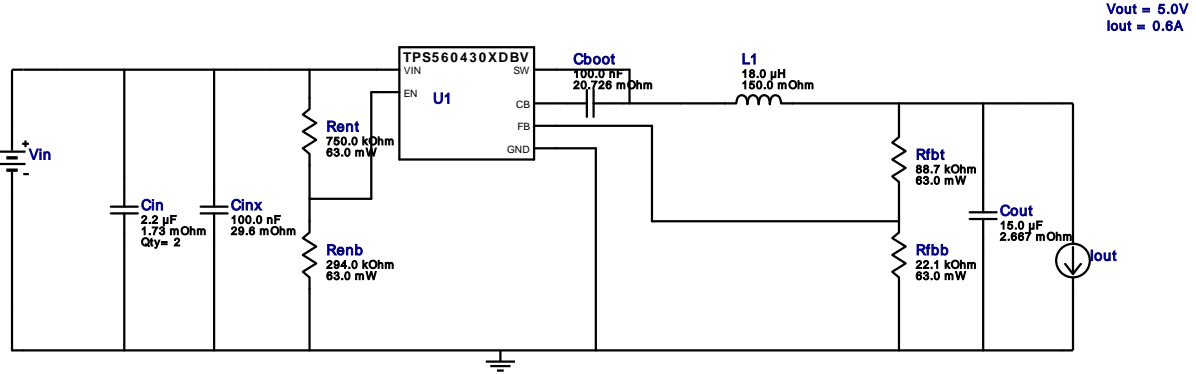 Vout = 5.0V
Iout = 0.6A
TPS560430XDBV
VIN
SW
EN
U1
CB
FB
GND
Cboot
100.0 nF
20.726 mOhm
L1
18.0 µH
150.0 mOhm
Vin
+
-
Rent
750.0 kOhm
63.0 mW
Rfbt
88.7 kOhm
63.0 mW
Cin
2.2 µF
1.73 mOhm
Qty= 2
Cinx
100.0 nF
29.6 mOhm
Renb
294.0 kOhm
63.0 mW
Rfbb
22.1 kOhm
63.0 mW
Cout
15.0 µF
2.667 mOhm
Iout